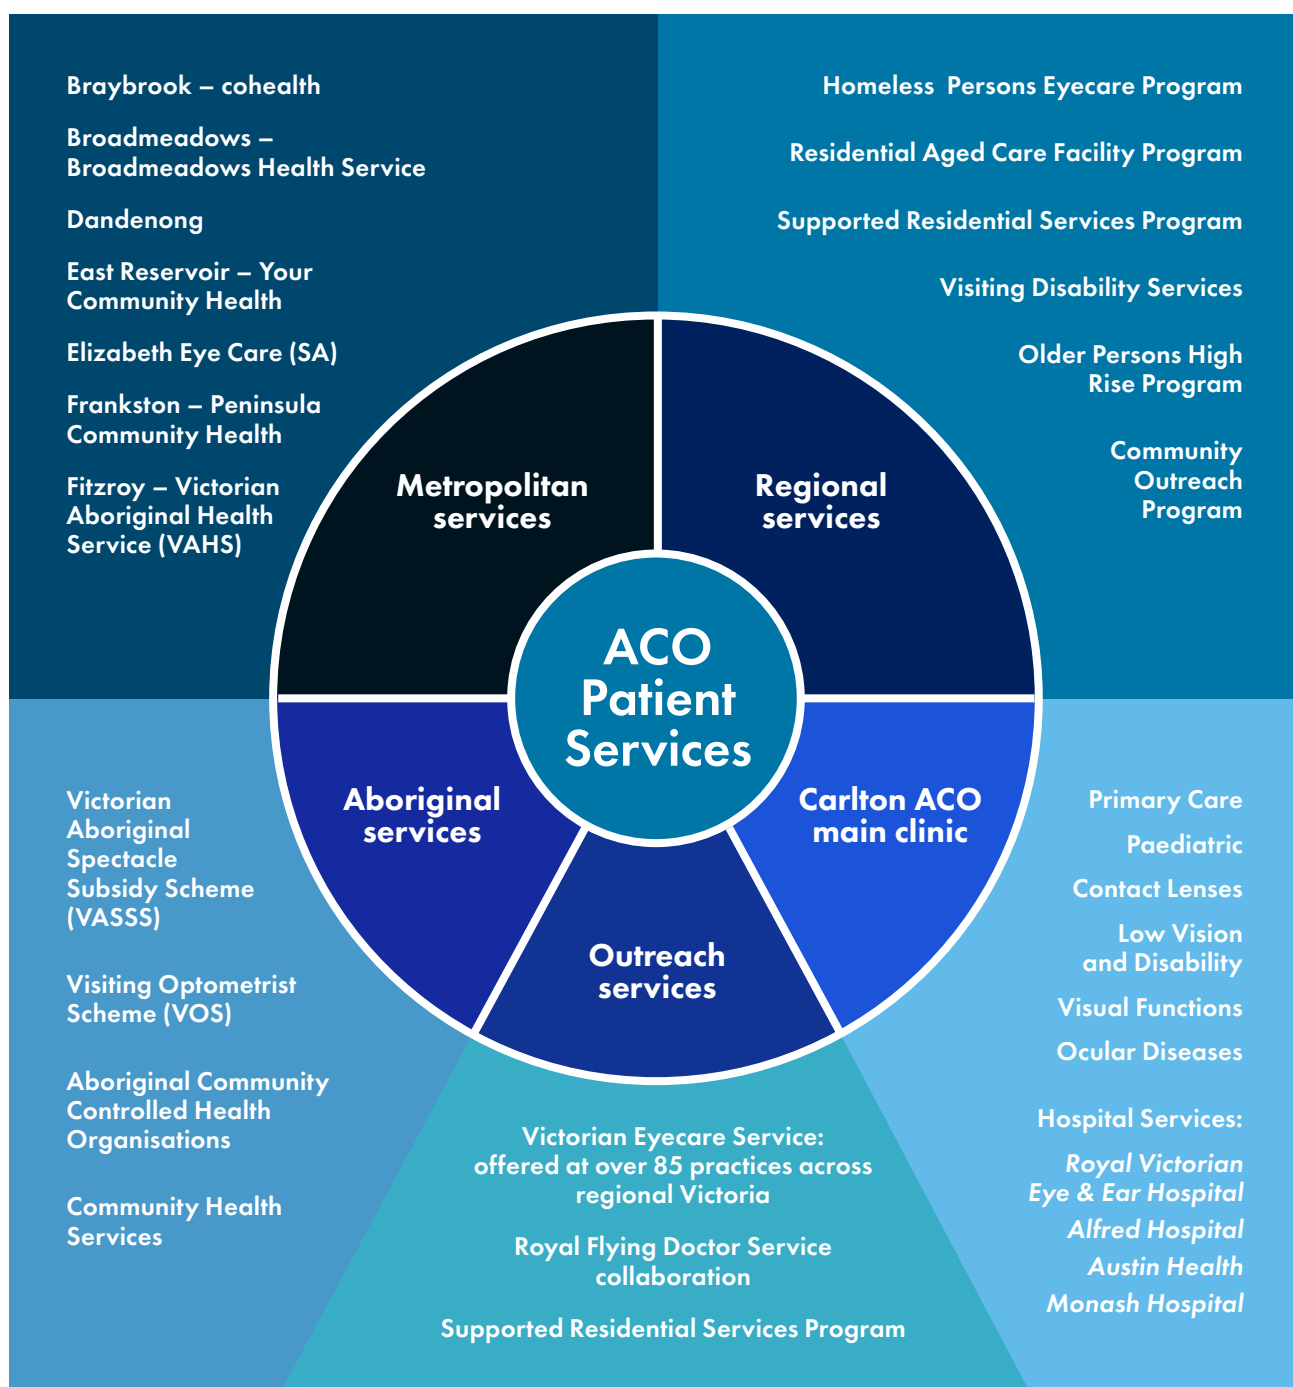 Braybrook – cohealth
Broadmeadows –
Broadmeadows Health Service
Dandenong
East Reservoir – Your
Community Health
Elizabeth Eye Care (SA)
Frankston – Peninsula
Community Health
Fitzroy – Victorian
Aboriginal Health
Service (VAHS)
Homeless Persons Eyecare Program
Residential Aged Care Facility Program
Supported Residential Services Program
Visiting Disability Services
Older Persons High
Rise Program
Community
Outreach
Program
Metropolitan
services
Regional
services
ACO
Patient
Services
Aboriginal
services
Carlton ACO
main clinic
Outreach
services
Victorian
Aboriginal
Spectacle
Subsidy Scheme
(VASSS)
Visiting Optometrist
Scheme (VOS)
Aboriginal Community
Controlled Health
Organisations
Community Health
Services
Victorian Eyecare Service:
offered at over 85 practices across
regional Victoria
Royal Flying Doctor Service
collaboration
Supported Residential Services Program
Primary Care
Paediatric
Contact Lenses
Low Vision
and Disability
Visual Functions
Ocular Diseases
Hospital Services:
Royal Victorian
Eye & Ear Hospital
Alfred Hospital
Austin Health
Monash Hospital